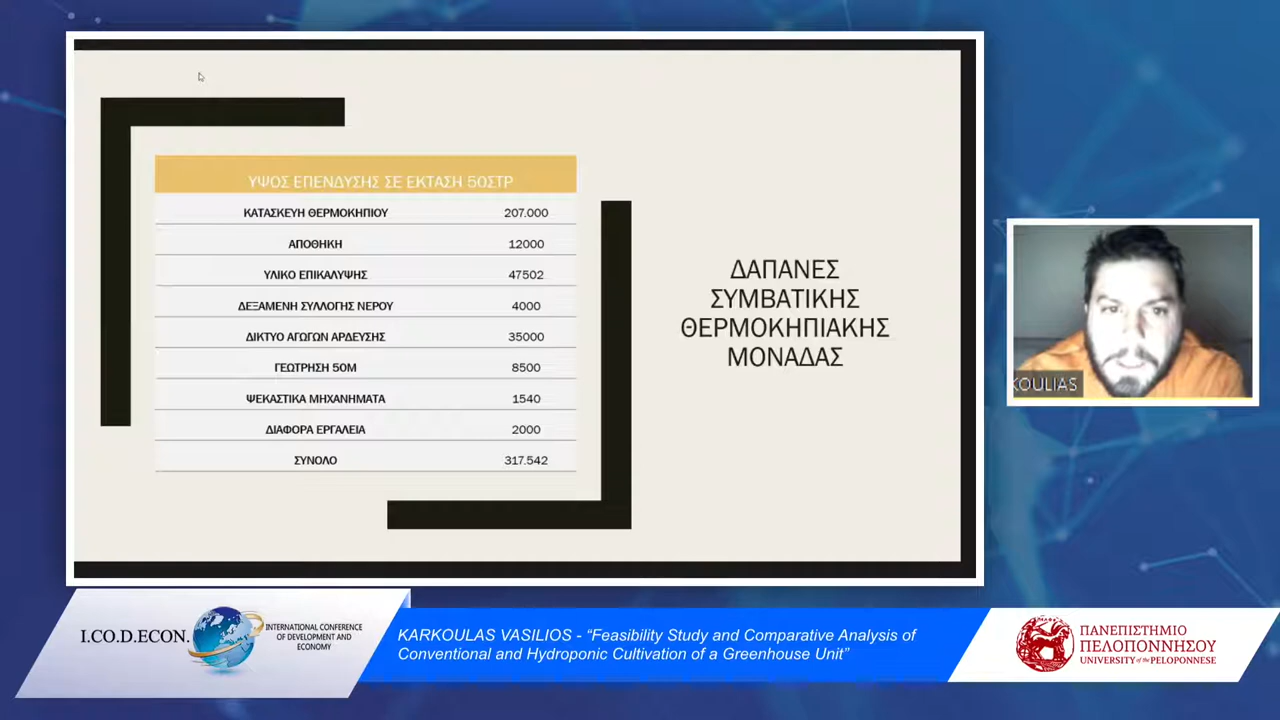 ΥΨΟΣ ΕΠΕΝΔΥΣΗΣ ΣΕ ΕΚΤΑΣΗ 50ΣΤΡ
ΚΑΤΑΣΚΕΥΗ ΘΕΡΜΟΚΗΠΙΟΥ 207.000
ΑΠΟΘΗΚΗ 12000
ΥΛΙΚΟ ΕΠΙΚΑΛΥΨΗΣ 47502
ΔΕΞΑΜΕΝΗ ΣΥΛΛΟΓΗΣ ΝΕΡΟΥ 4000
ΔΙΚΤΥΟ ΑΓΩΓΩΝ ΑΡΔΕΥΣΗΣ 35000
ΓΕΩΤΡΗΣΗ 50Μ 8500
ΨΕΚΑΣΤΙΚΑ ΜΗΧΑΝΗΜΑΤΑ 1540
ΔΙΑΦΟΡΑ ΕΡΓΑΛΕΙΑ 2000
ΣΥΝΟΛΟ 317.542
ΔΑΠΑΝΕΣ
ΣΥΜΒΑΤΙΚΗΣ
ΘΕΡΜΟΚΗΠΙΑΚΗΣ
ΜΟΝΑΔΑΣ
KOULIAS
I.CO.D.ECON.
INTERNATIONAL CONFERENCE
OF DEVELOPMENT AND
ECONOMY
KARKOULAS VASILIOS - “Feasibility Study and Comparative Analysis of
Conventional and Hydroponic Cultivation of a Greenhouse Unit”
ΠΑΝΕΠΙΣΤΗΜΙΟ
ΠΕΛΟΠΟΝΝΗΣΟΥ
UNIVERSITY of the PELOPONNESE